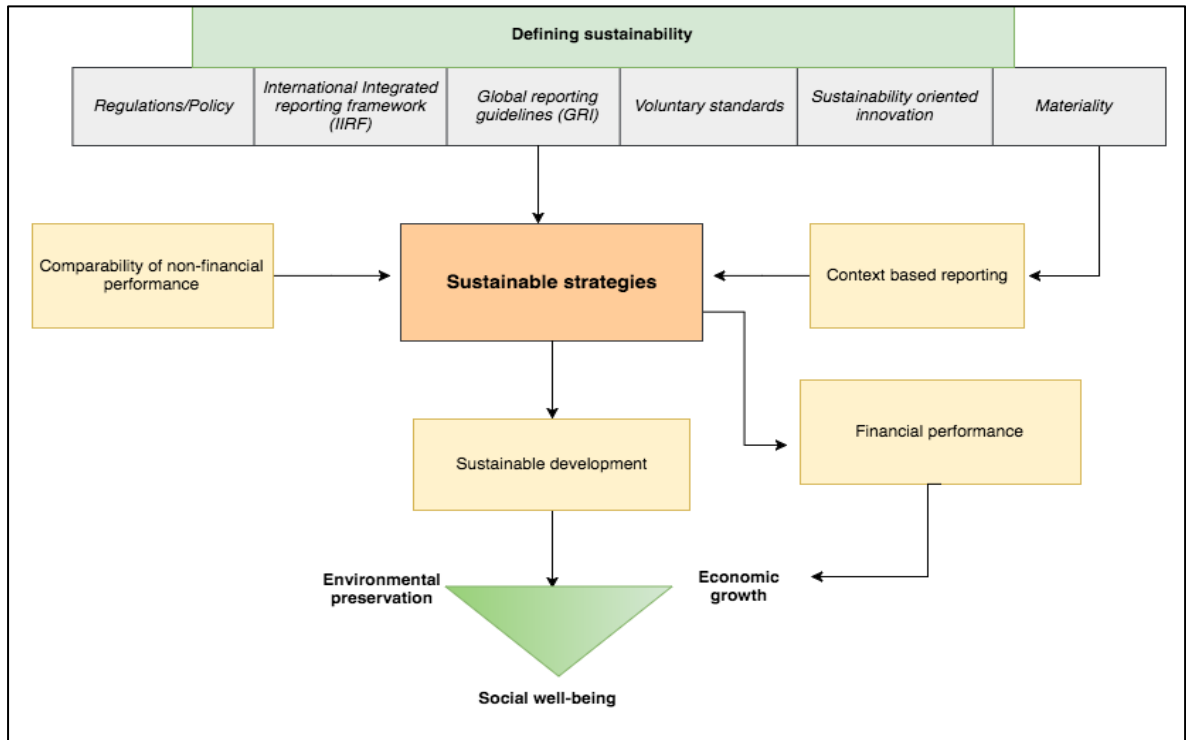 Defining sustainability
Regulations/Policy
International Integrated
reporting framework
(IIRF)
Global reporting
guidelines (GRI)
Voluntary standards
Sustainability oriented
innovation
Materiality
Comparability of non-financial
performance
Sustainable strategies
Context based reporting
Financial performance
Sustainable development
Environmental
preservation
Economic
growth
Social well-being